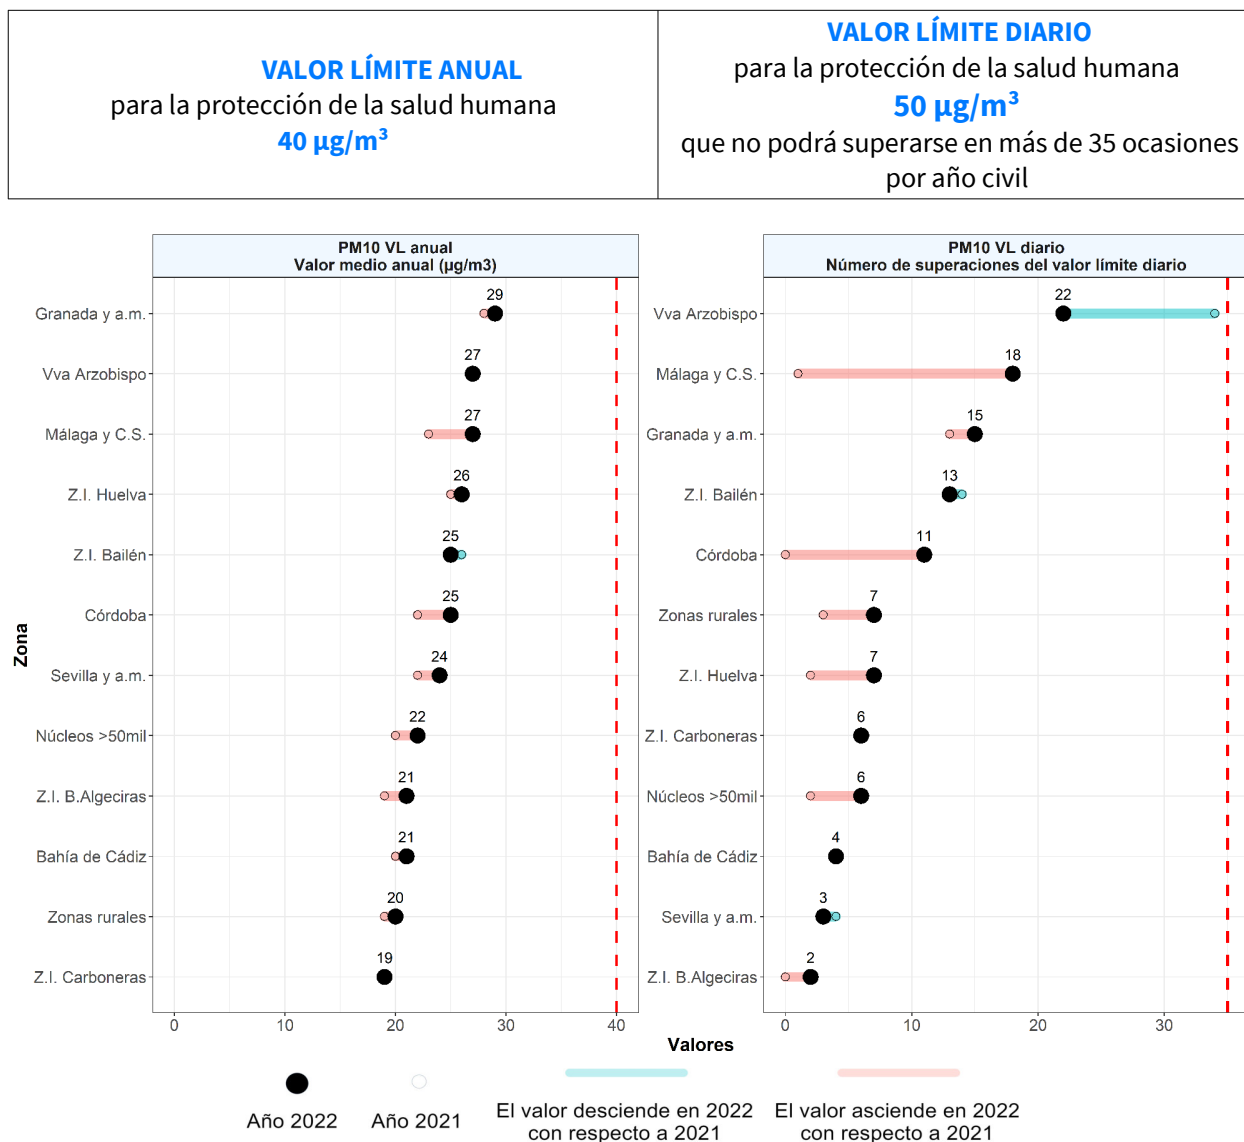 VALOR LÍMITE ANUAL
para la protección de la salud humana
40 µg/m³
VALOR LÍMITE DIARIO
para la protección de la salud humana
50 µg/m³
que no podrá superarse en más de 35 ocasiones
por año civil
PM10 VL anual
Valor medio anual (µg/m3)
Zona
Granada y a.m.
29
Vva Arzobispo
27
Málaga y C.S.
27
Z.I. Huelva
26
Z.I. Bailén
25
Córdoba
25
Sevilla y a.m.
24
Núcleos >50mil
22
Z.I. B.Algeciras
21
Bahía de Cádiz
21
Zonas rurales
20
Z.I. Carboneras
19
0 10 20 30 40
PM10 VL diario
Número de superaciones del valor límite diario
Vva Arzobispo
22
Málaga y C.S.
18
Granada y a.m.
15
Z.I. Bailén
13
Córdoba
11
Zonas rurales
7
Z.I. Huelva
7
Z.I. Carboneras
6
Núcleos >50mil
6
Bahía de Cádiz
4
Sevilla y a.m.
3
Z.I. B.Algeciras
2
0 10 20 30
Valores
Año 2022
Año 2021
El valor desciende en 2022
con respecto a 2021
El valor asciende en 2022
con respecto a 2021